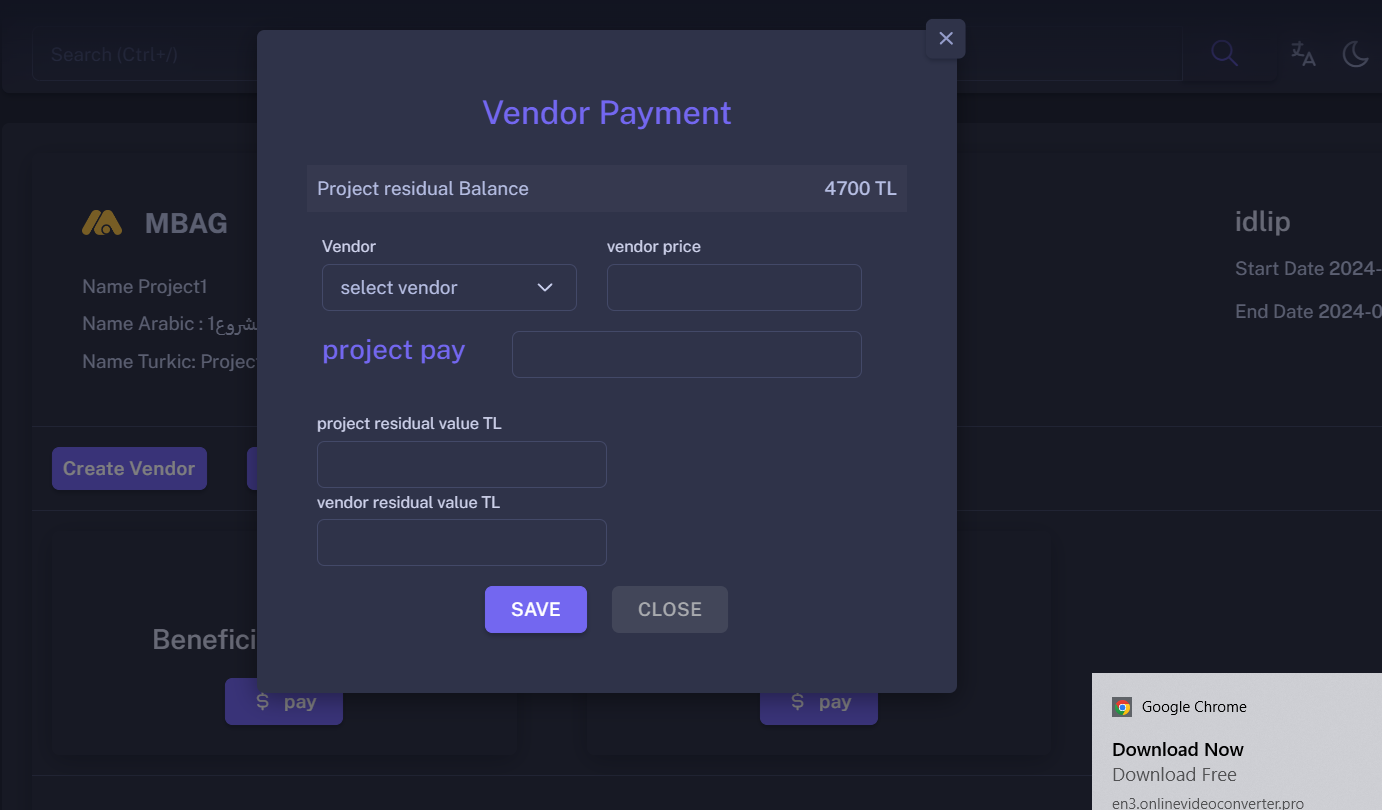 Search (Ctrl+/)
Vendor Payment
Project residual Balance 4700 TL
MBAG
idlip
Name Project1
Start Date 2024-
Name Arabic : مشروع1
End Date 2024-0
Name Turkic: Project
Vendor vendor price
select vendor
project pay
project residual value TL
Create Vendor
vendor residual value TL
SAVE CLOSE
Benefici
$ pay $ pay
Google Chrome
Download Now
Download Free
en3.onlinevideoconverter.pro